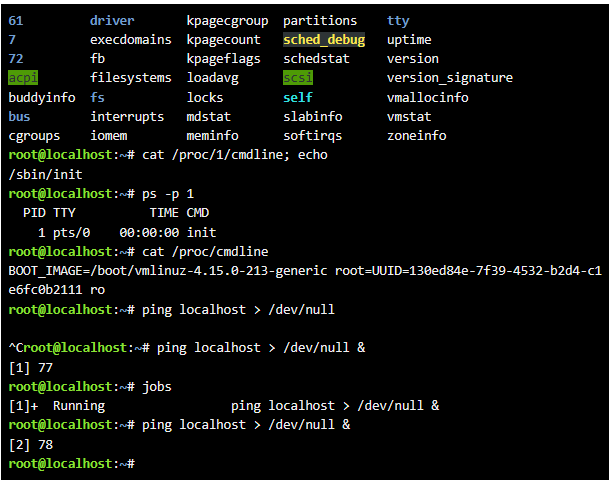 61 driver kpagecgroup partitions tty
7 execdomains kpagecount sched_debug uptime
72 fb kpageflags schedstat version
acpi filesystems loadavg scsi version_signature
buddyinfo fs locks self vmallocinfo
bus interrupts mdstat slabinfo vmstat
cgroups iomem meminfo softirqs zoneinfo
root@localhost:~# cat /proc/1/cmdline; echo
/sbin/init
root@localhost:~# ps -p 1
PID TTY TIME CMD
1 pts/0 00:00:00 init
root@localhost:~# cat /proc/cmdline
BOOT_IMAGE=/boot/vmlinuz-4.15.0-213-generic root=UUID=130ed84e-7f39-4532-b2d4-c1
e6fc0b2111 ro
root@localhost:~# ping localhost > /dev/null
^Croot@localhost:~# ping localhost > /dev/null &
[1] 77
root@localhost:~# jobs
[1]+ Running ping localhost > /dev/null &
root@localhost:~# ping localhost > /dev/null &
[2] 78
root@localhost:~#